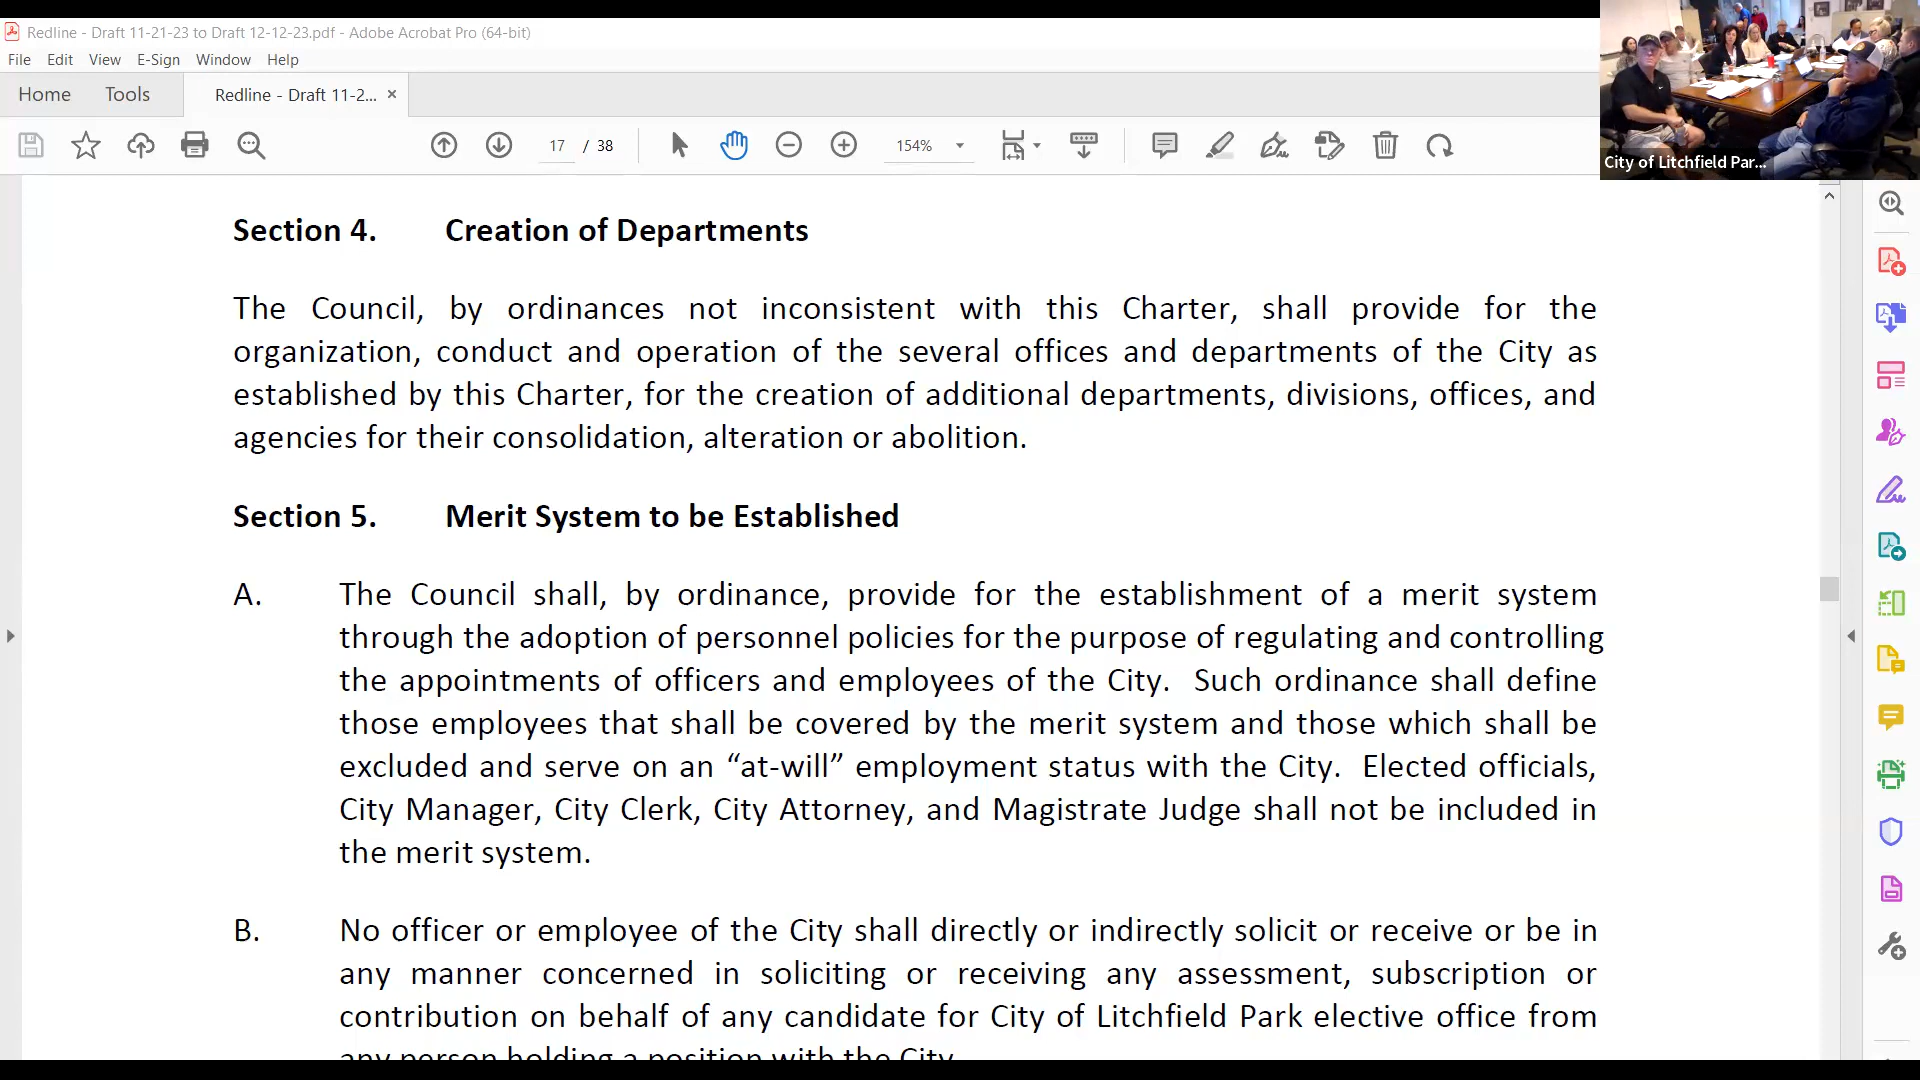 Redline - Draft 11-21-23 to Draft 12-12-23.pdf - Adobe Acrobat Pro (64-bit)
File Edit View E-Sign Window Help
Home Tools Redline - Draft 11-2... ×
17 / 38 154%
City of Litchfield Par...
Section 4. Creation of Departments
The Council, by ordinances not inconsistent with this Charter, shall provide for the
organization, conduct and operation of the several offices and departments of the City as
established by this Charter, for the creation of additional departments, divisions, offices, and
agencies for their consolidation, alteration or abolition.
Section 5. Merit System to be Established
A. The Council shall, by ordinance, provide for the establishment of a merit system
through the adoption of personnel policies for the purpose of regulating and controlling
the appointments of officers and employees of the City. Such ordinance shall define
those employees that shall be covered by the merit system and those which shall be
excluded and serve on an “at-will” employment status with the City. Elected officials,
City Manager, City Clerk, City Attorney, and Magistrate Judge shall not be included in
the merit system.
B. No officer or employee of the City shall directly or indirectly solicit or receive or be in
any manner concerned in soliciting or receiving any assessment, subscription or
contribution on behalf of any candidate for City of Litchfield Park elective office from
any person holding a position with the City.